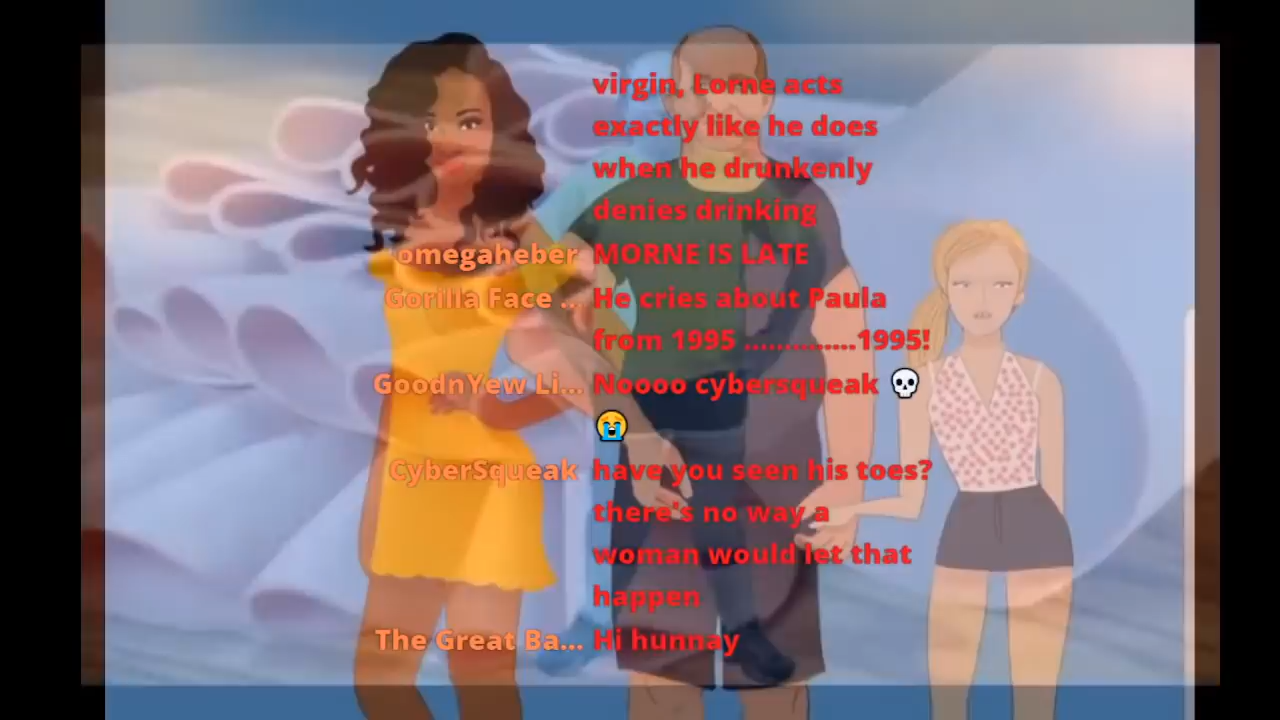 virgin, Lorne acts
exactly like he does
when he drunkenly
denies drinking
omegaheber MORNE IS LATE
Gorilla Face ... He cries about Paula
from 1995 ..............1995!
GoodnYew Li... Noooo cybersqueak 💀
😭
CyberSqueak have you seen his toes?
there's no way a
woman would let that
happen
The Great Ba... Hi hunnay